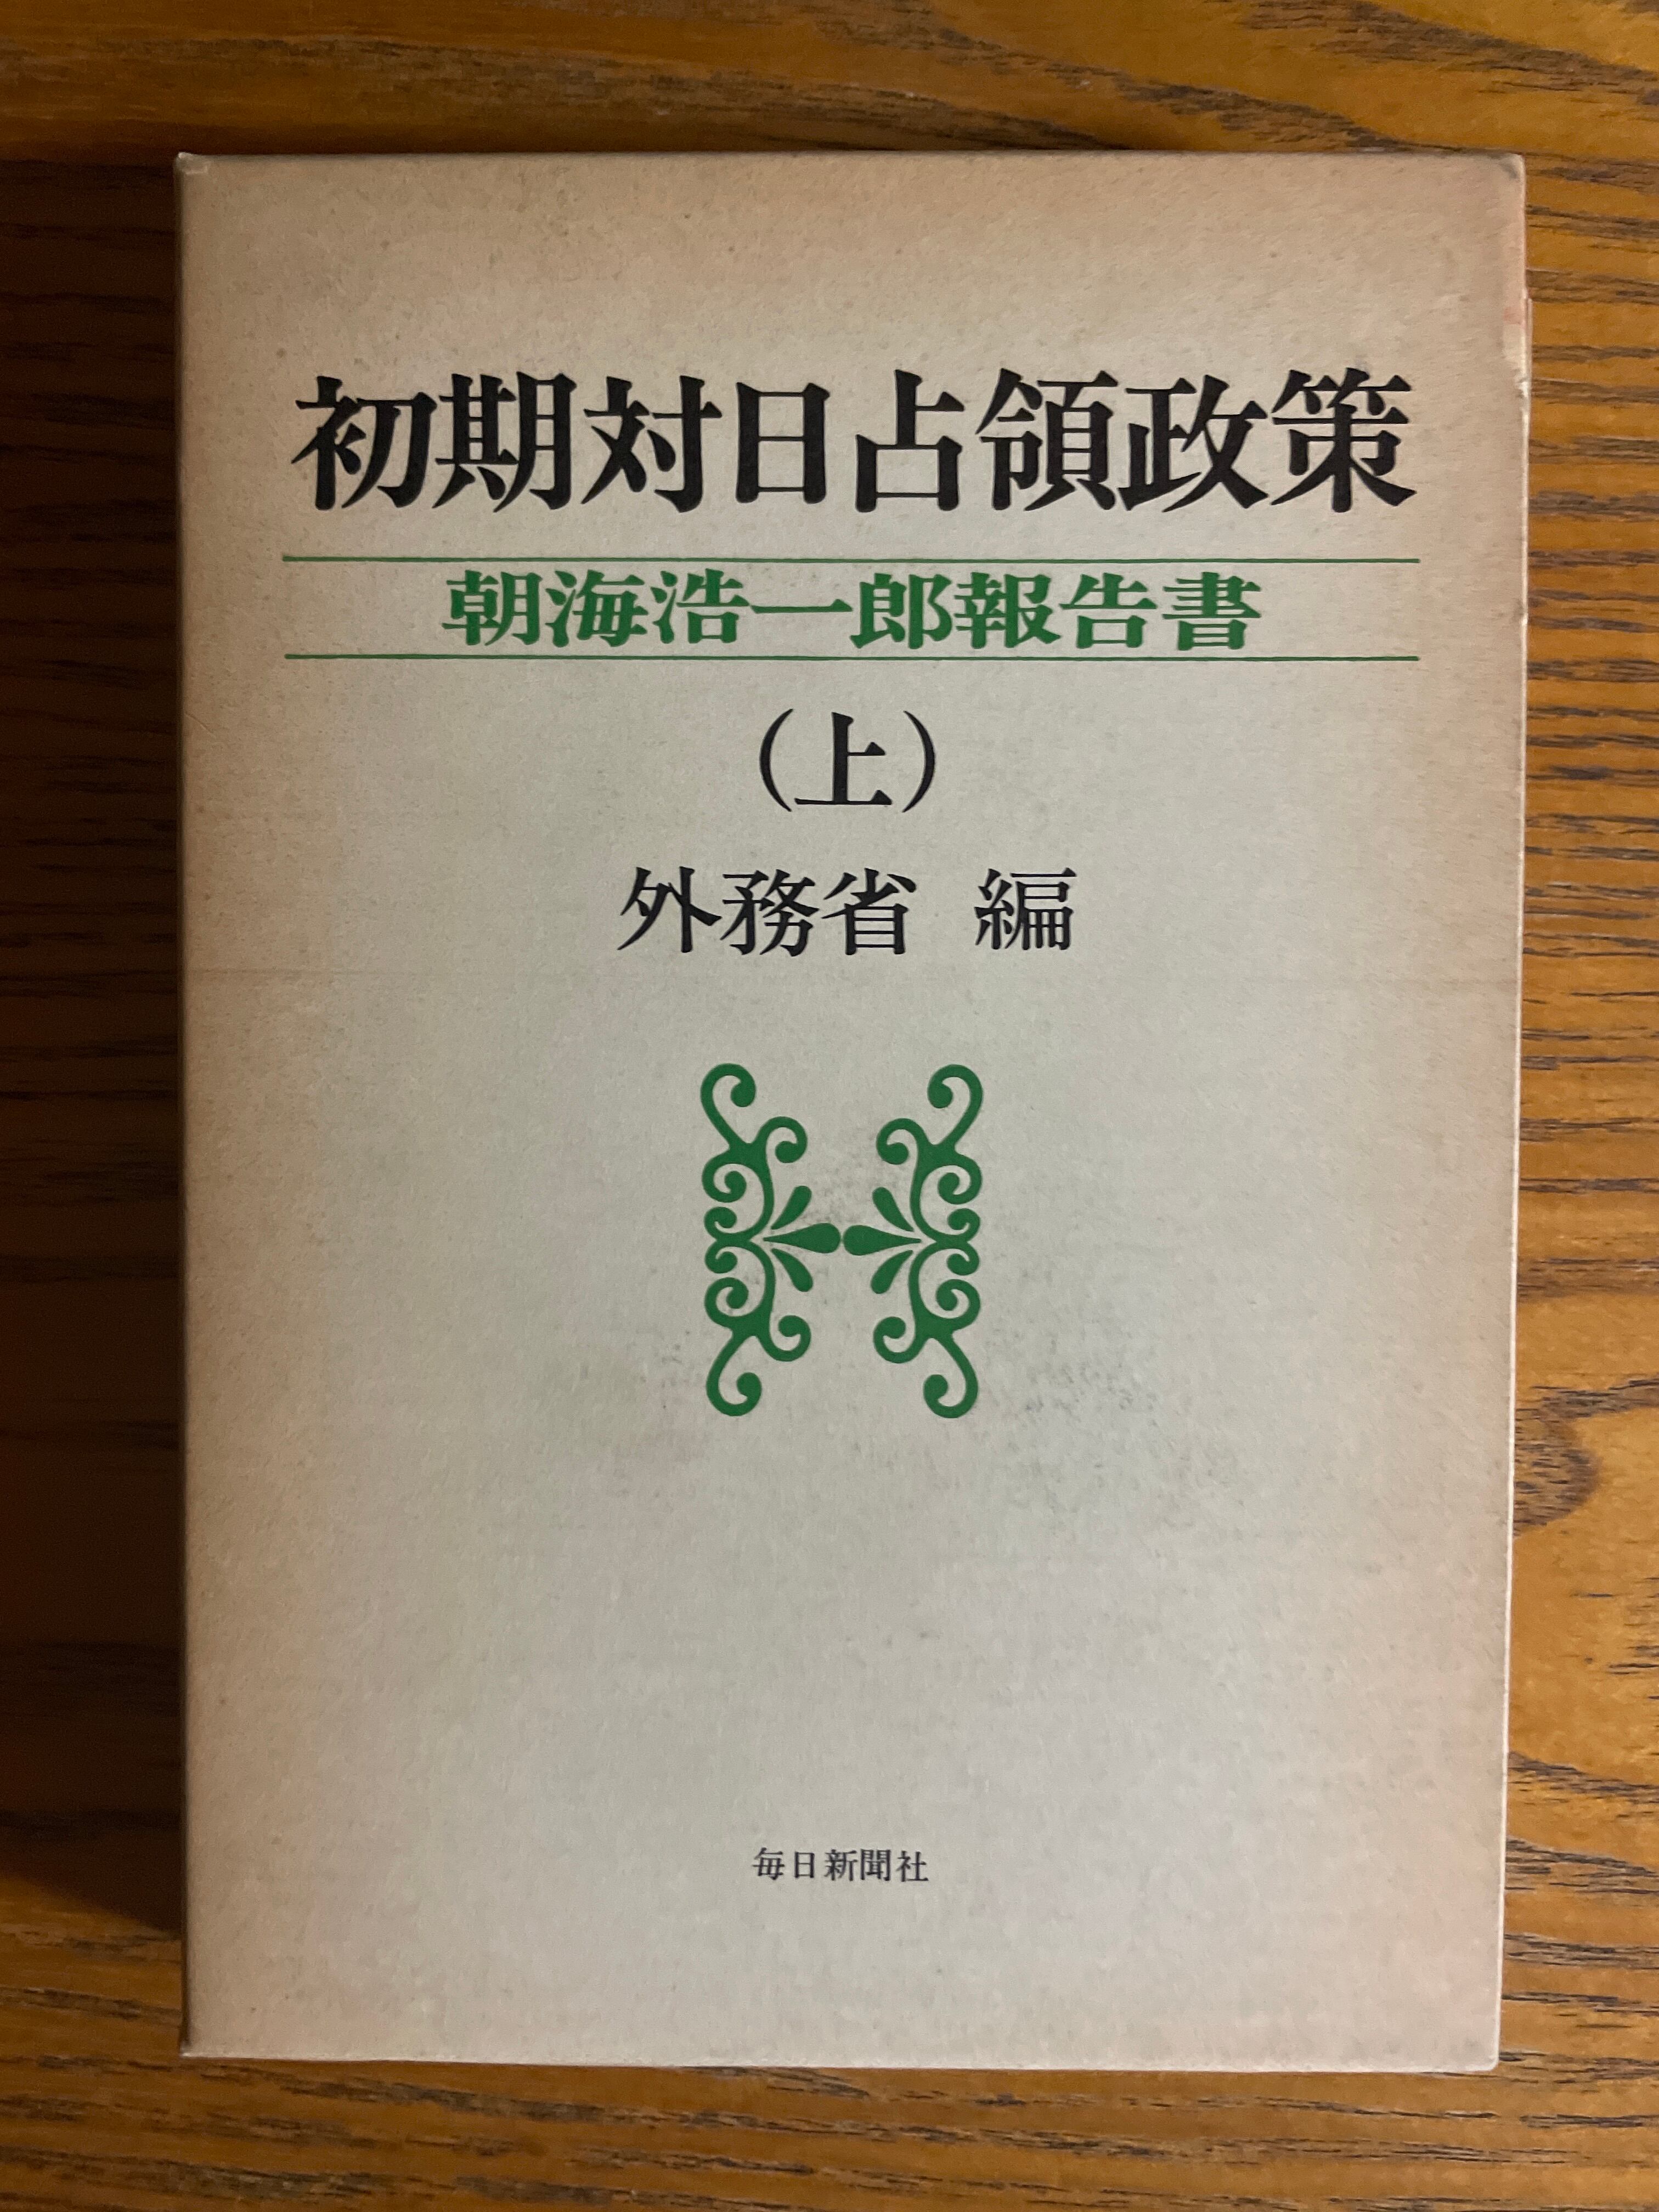 初期対日占領政策
朝海浩一郎報告書
（上）
外務省 編
毎日新聞社